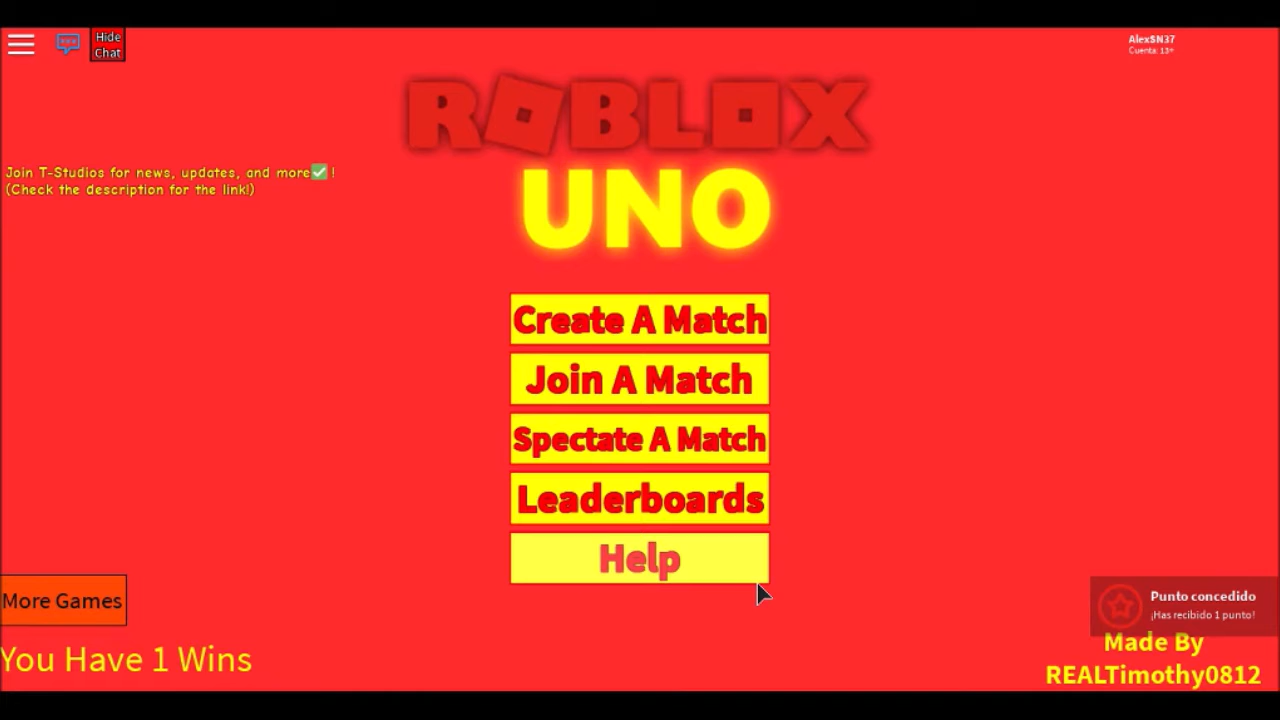 Hide
Chat
AlexSN37
Cuenta: 13+
ROBLOX
UNO
Join T-Studios for news, updates, and more✅ !
(Check the description for the link!)
Create A Match
Join A Match
Spectate A Match
Leaderboards
Help
More Games
You Have 1 Wins
Punto concedido
¡Has recibido 1 punto!
Made By
REALTimothy0812